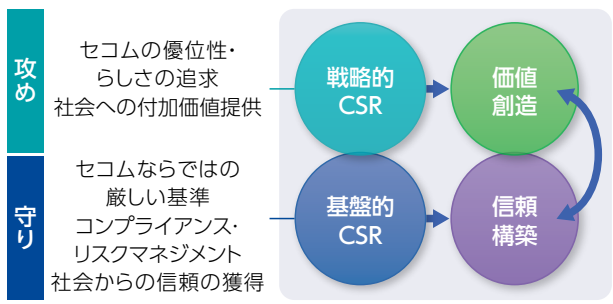 攻め
セコムの優位性・
らしさの追求
社会への付加価値提供
戦略的
CSR
価値
創造
守り
セコムならではの
厳しい基準
コンプライアンス・
リスクマネジメント
社会からの信頼の獲得
基盤的
CSR
信頼
構築